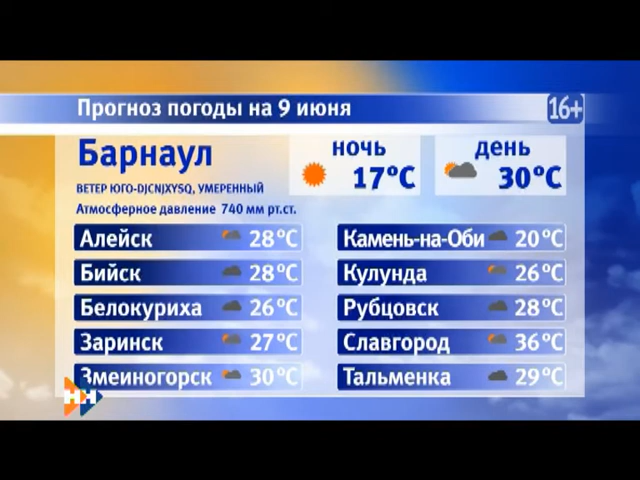 Прогноз погоды на 9 июня
16+
Барнаул
ночь
17°C
день
30°C
ВЕТЕР ЮГО-DJCNJXYSQ, УМЕРЕННЫЙ
Атмосферное давление 740 мм рт.ст.
Алейск 28°C
Бийск 28°C
Белокуриха 26°C
Заринск 27°C
Змеиногорск 30°C
Камень-на-Оби 20°C
Кулунда 26°C
Рубцовск 28°C
Славгород 36°C
Тальменка 29°C
НН